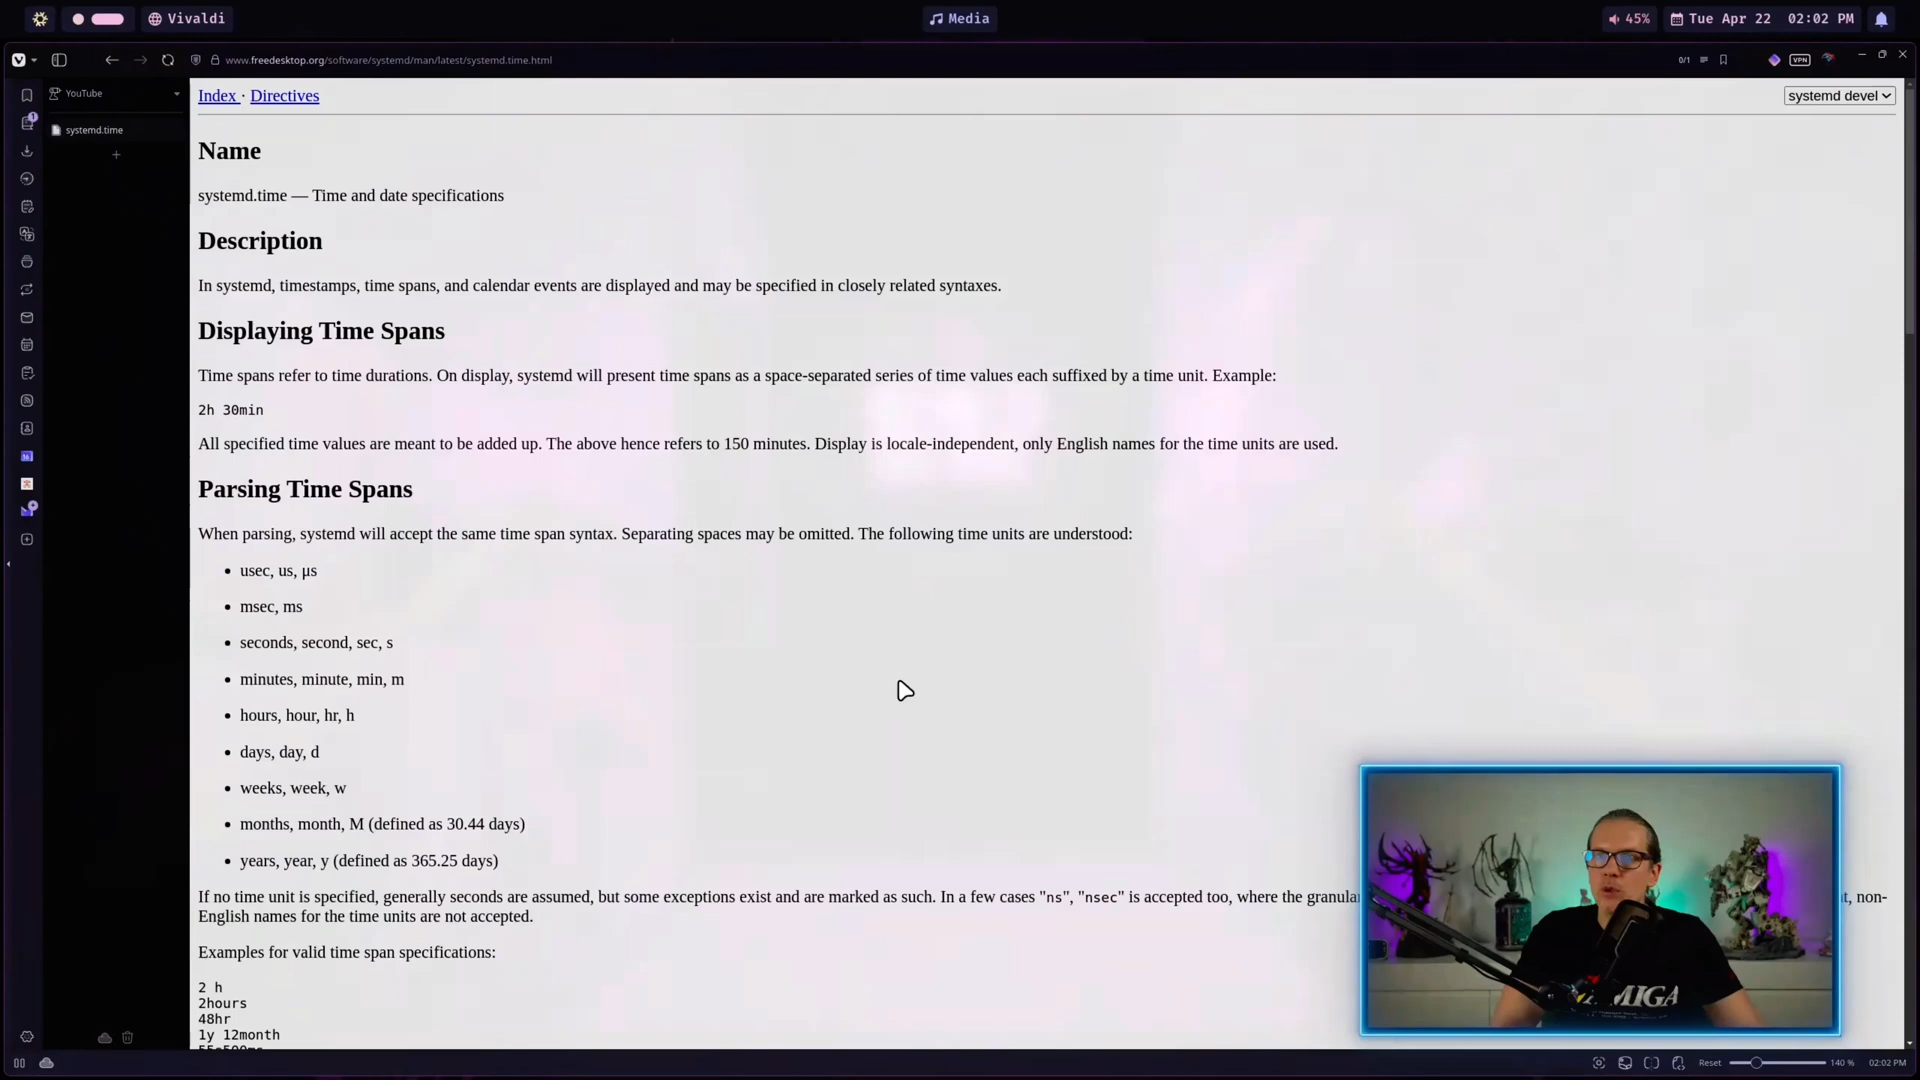 Vivaldi
Media
45%
Tue Apr 22 02:02 PM
www.freedesktop.org/software/systemd/man/latest/systemd.time.html
0/1
VPN
YouTube
systemd.time
1
Index · Directives
systemd devel
Name
systemd.time — Time and date specifications
Description
In systemd, timestamps, time spans, and calendar events are displayed and may be specified in closely related syntaxes.
Displaying Time Spans
Time spans refer to time durations. On display, systemd will present time spans as a space-separated series of time values each suffixed by a time unit. Example:
2h 30min
All specified time values are meant to be added up. The above hence refers to 150 minutes. Display is locale-independent, only English names for the time units are used.
Parsing Time Spans
When parsing, systemd will accept the same time span syntax. Separating spaces may be omitted. The following time units are understood:
usec, us, μs
msec, ms
seconds, second, sec, s
minutes, minute, min, m
hours, hour, hr, h
days, day, d
weeks, week, w
months, month, M (defined as 30.44 days)
years, year, y (defined as 365.25 days)
If no time unit is specified, generally seconds are assumed, but some exceptions exist and are marked as such. In a few cases "ns", "nsec" is accepted too, where the granular non-
English names for the time units are not accepted.
Examples for valid time span specifications:
2 h
2hours
48hr
1y 12month
MIGA
Reset
140 %
02:02 PM